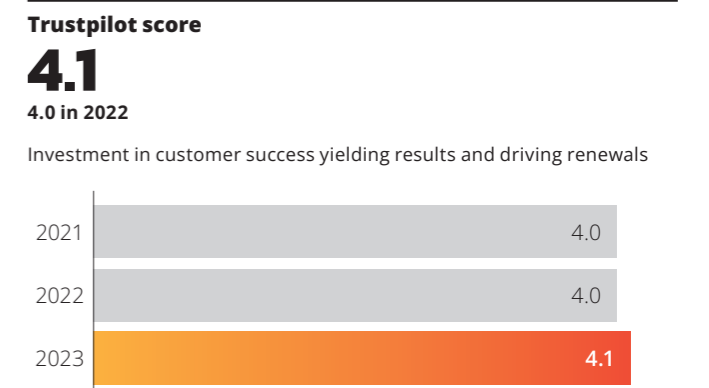 Trustpilot score
4.1
4.0 in 2022
Investment in customer success yielding results and driving renewals
2021 4.0
2022 4.0
2023 4.1